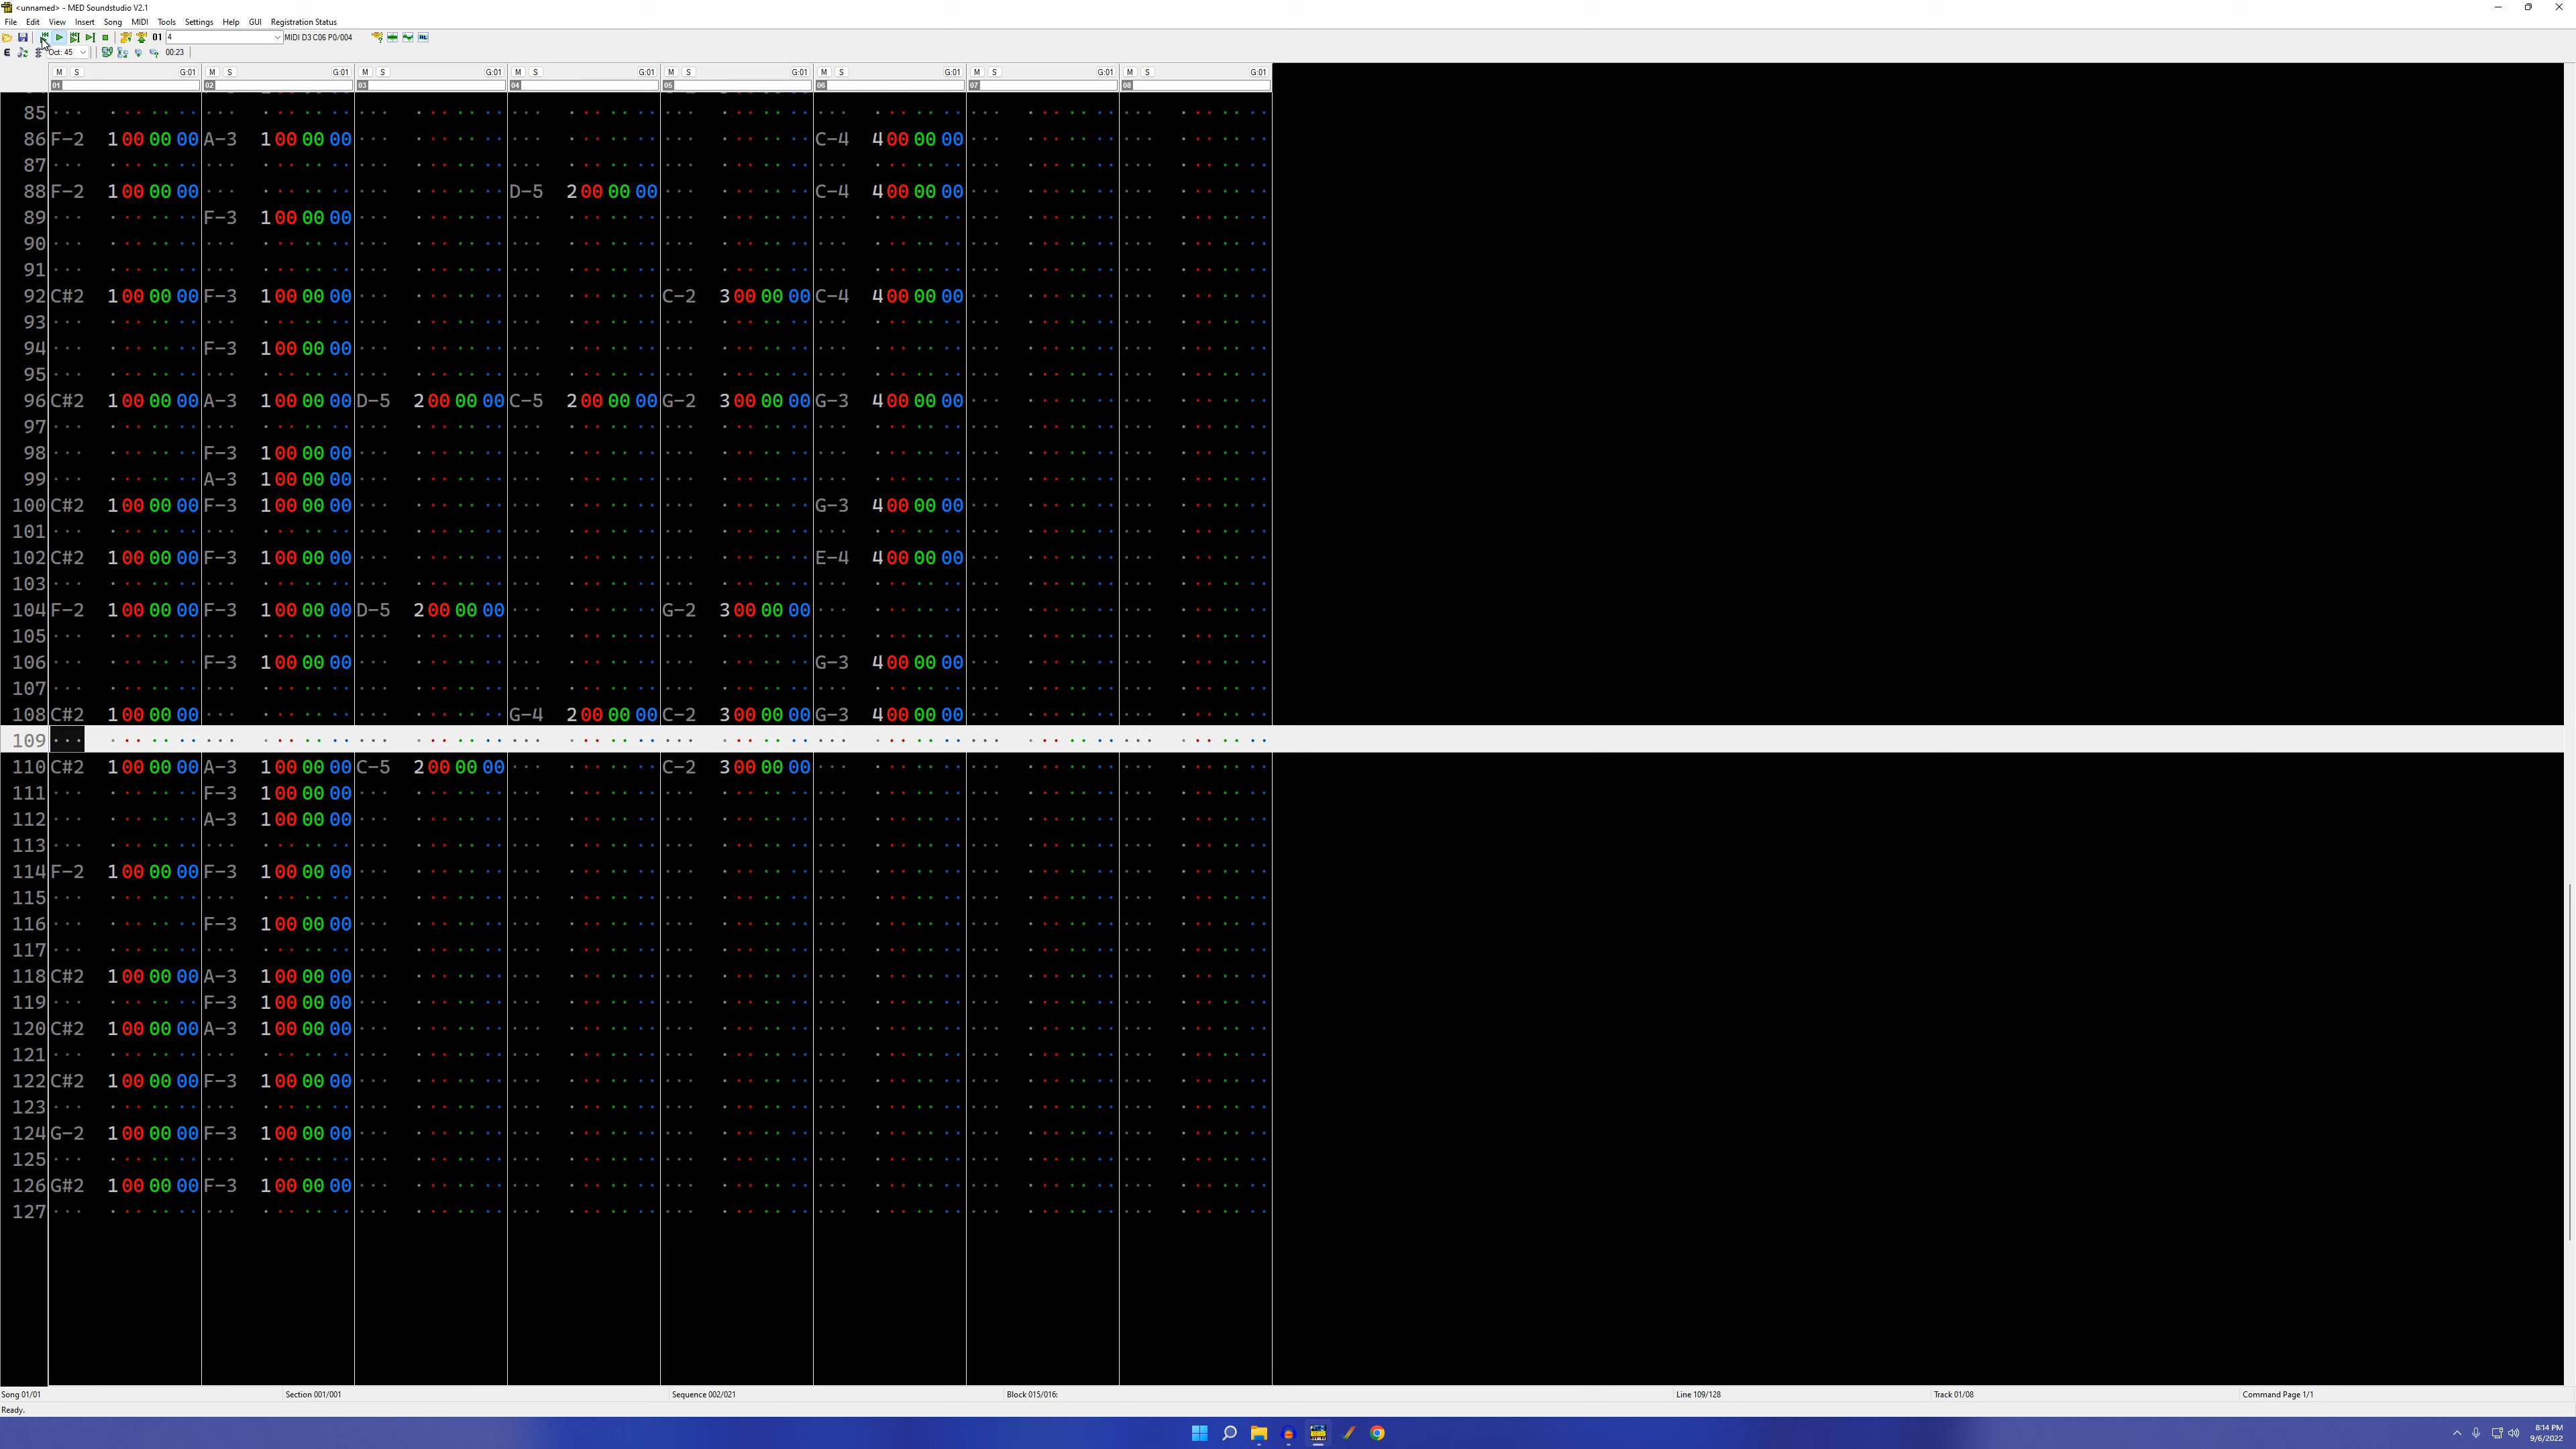 <unnamed> - MED Soundstudio V2.1
File Edit View Insert Song MIDI Tools Settings Help GUI Registration Status
01 4 MIDI D3 C06 P0/004
Oct: 45 00:23
M S G:01 M S G:01 M S G:01 M S G:01 M S G:01 M S G:01 M S G:01 M S G:01
01 02 03 04 05 06 07 08
85
86 F-2 1 00 00 00 A-3 1 00 00 00 C-4 4 00 00 00
87
88 F-2 1 00 00 00 D-5 2 00 00 00 C-4 4 00 00 00
89 F-3 1 00 00 00
90
91
92 C#2 1 00 00 00 F-3 1 00 00 00 C-2 3 00 00 00 C-4 4 00 00 00
93
94 F-3 1 00 00 00
95
96 C#2 1 00 00 00 A-3 1 00 00 00 D-5 2 00 00 00 C-5 2 00 00 00 G-2 3 00 00 00 G-3 4 00 00 00
97
98 F-3 1 00 00 00
99 A-3 1 00 00 00
100 C#2 1 00 00 00 F-3 1 00 00 00 G-3 4 00 00 00
101
102 C#2 1 00 00 00 F-3 1 00 00 00 E-4 4 00 00 00
103
104 F-2 1 00 00 00 F-3 1 00 00 00 D-5 2 00 00 00 G-2 3 00 00 00
105
106 F-3 1 00 00 00 G-3 4 00 00 00
107
108 C#2 1 00 00 00 G-4 2 00 00 00 C-2 3 00 00 00 G-3 4 00 00 00
109
110 C#2 1 00 00 00 A-3 1 00 00 00 C-5 2 00 00 00 C-2 3 00 00 00
111 F-3 1 00 00 00
112 A-3 1 00 00 00
113
114 F-2 1 00 00 00 F-3 1 00 00 00
115
116 F-3 1 00 00 00
117
118 C#2 1 00 00 00 A-3 1 00 00 00
119 F-3 1 00 00 00
120 C#2 1 00 00 00 A-3 1 00 00 00
121
122 C#2 1 00 00 00 F-3 1 00 00 00
123
124 G-2 1 00 00 00 F-3 1 00 00 00
125
126 G#2 1 00 00 00 F-3 1 00 00 00
127
Song 01/01 Section 001/001 Sequence 002/021 Block 015/016: Line 109/128 Track 01/08 Command Page 1/1
Ready.
8:14 PM
9/6/2022